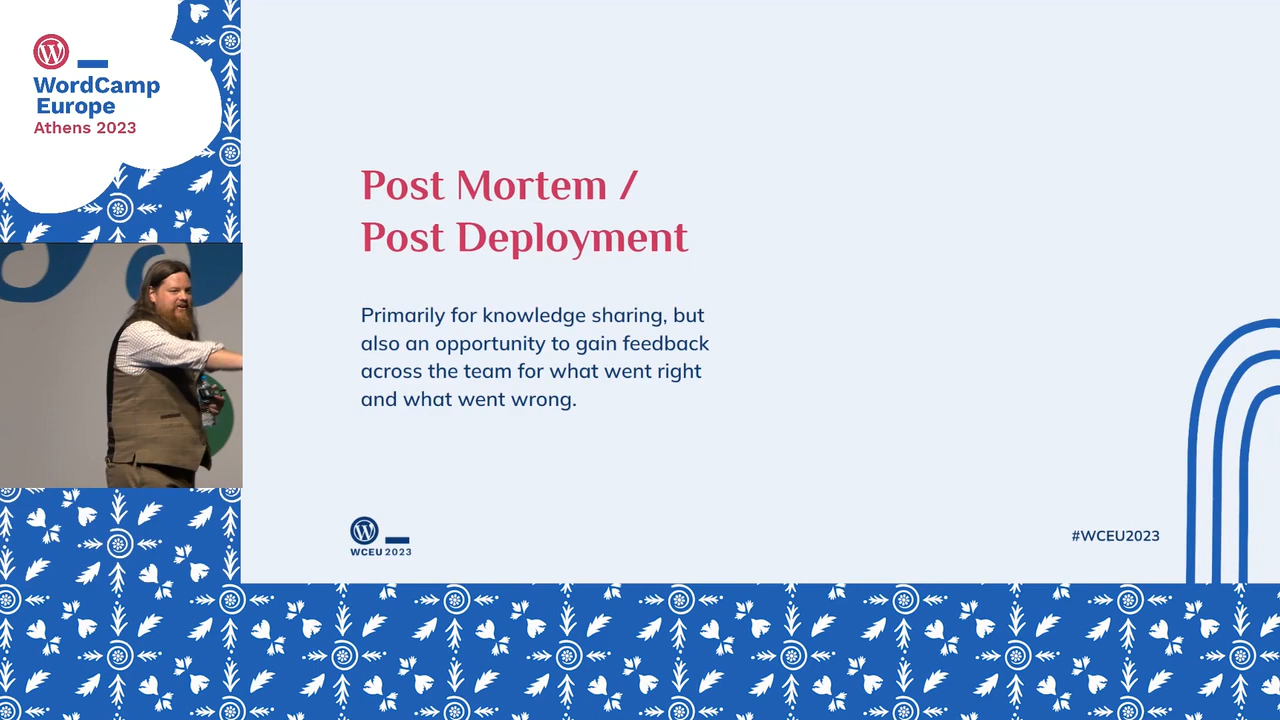 WordCamp
Europe
Athens 2023
Post Mortem /
Post Deployment
Primarily for knowledge sharing, but
also an opportunity to gain feedback
across the team for what went right
and what went wrong.
WCEU 2023
#WCEU2023